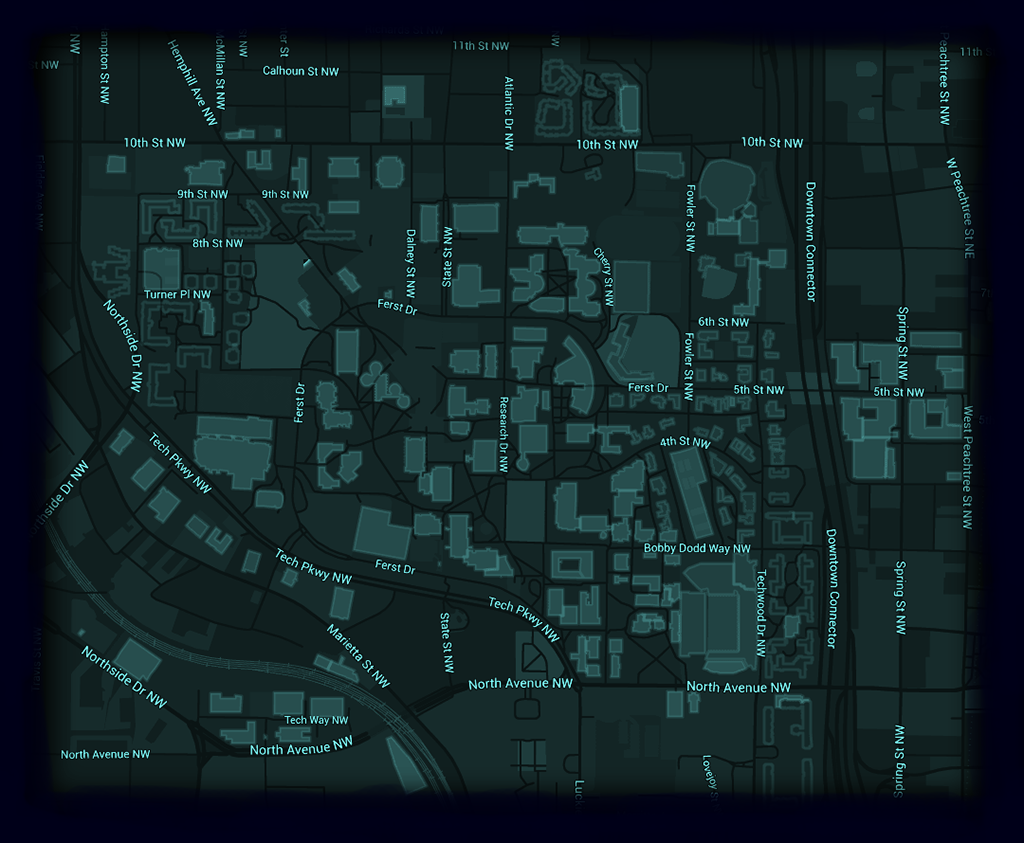 11th St NW
11th
Calhoun St NW
Hemphill Ave NW
McMillan St NW
Atlantic Dr NW
Peachtree St NW
10th St NW
10th St NW
10th St NW
W Peachtree St NE
9th St NW
9th St NW
Fowler St NW
Downtown Connector
8th St NW
Dalney St NW
State St NW
Cherry St NW
Turner Pl NW
Ferst Dr
Northside Dr NW
6th St NW
Spring St NW
Fowler St NW
Ferst Dr
5th St NW
5th St NW
Ferst Dr
Research Dr NW
West Peachtree St NW
4th St NW
Tech Pkwy NW
Bobby Dodd Way NW
Downtown Connector
Tech Pkwy NW
Ferst Dr
Techwood Dr NW
Spring St NW
Tech Pkwy NW
State St NW
Marietta St NW
Northside Dr NW
North Avenue NW
North Avenue NW
Tech Way NW
North Avenue NW
North Avenue NW
Spring St NW